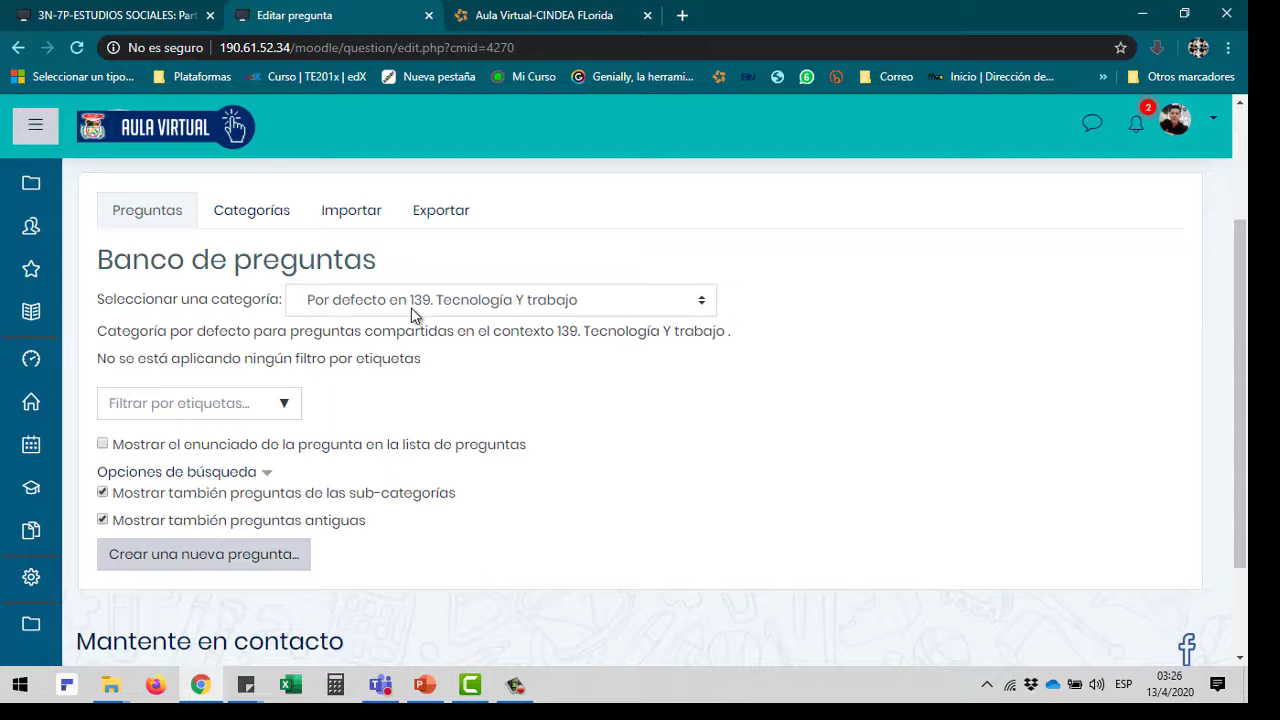 3N-7P-ESTUDIOS SOCIALES: Part
Editar pregunta
Aula Virtual-CINDEA FLorida
No es seguro
190.61.52.34/moodle/question/edit.php?cmid=4270
Seleccionar un tipo...
Plataformas
Curso | TE201x | edX
Nueva pestaña
Mi Curso
Genially, la herrami...
Correo
Inicio | Dirección de...
»
Otros marcadores
AULA VIRTUAL
2
Preguntas
Categorías
Importar
Exportar
Banco de preguntas
Seleccionar una categoría: Por defecto en 139. Tecnología Y trabajo
Categoría por defecto para preguntas compartidas en el contexto 139. Tecnología Y trabajo .
No se está aplicando ningún filtro por etiquetas
Filtrar por etiquetas... ▼
Mostrar el enunciado de la pregunta en la lista de preguntas
Opciones de búsqueda
Mostrar también preguntas de las sub-categorías
Mostrar también preguntas antiguas
Crear una nueva pregunta...
Mantente en contacto
ESP
03:26
13/4/2020